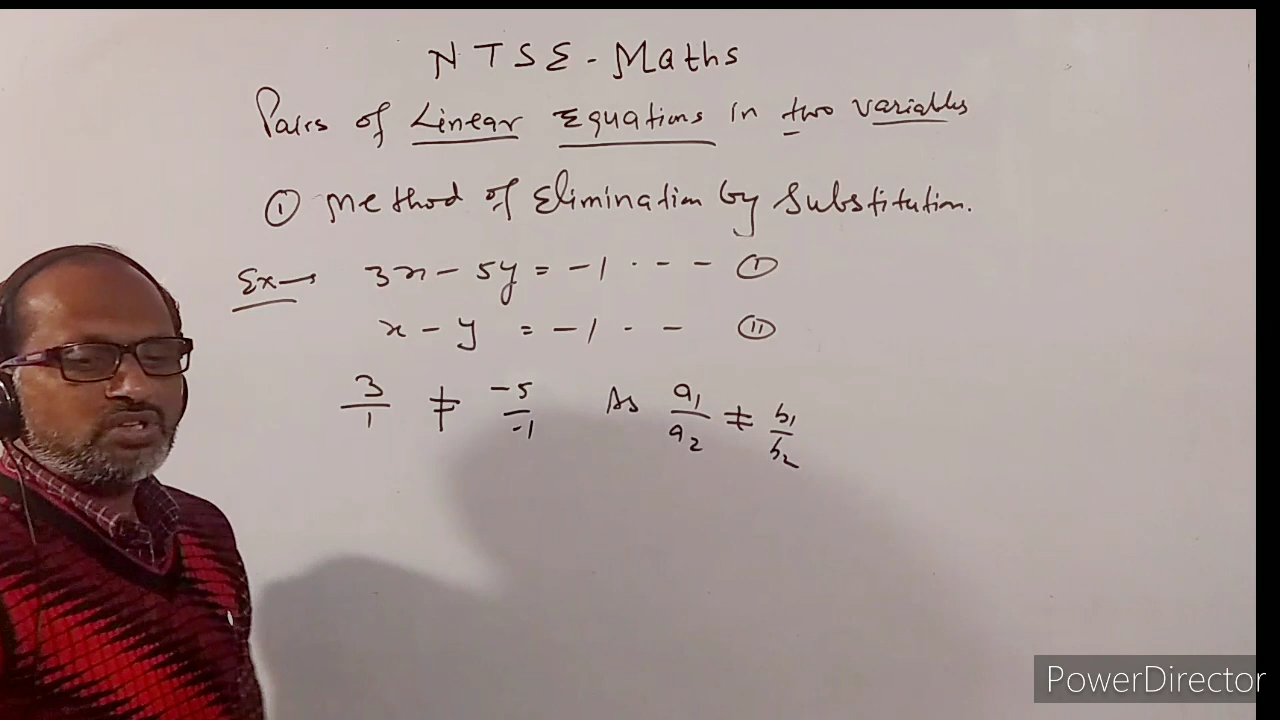 NTSE - Maths
Pairs of Linear Equations in two variables
① Method of Elimination by Substitution.
Ex→ 3x - 5y = -1 · - - ①
x - y = -1 · - - ⑪
3/1 ≠ -5/-1 As a₁/a₂ ≠ b₁/b₂
PowerDirector